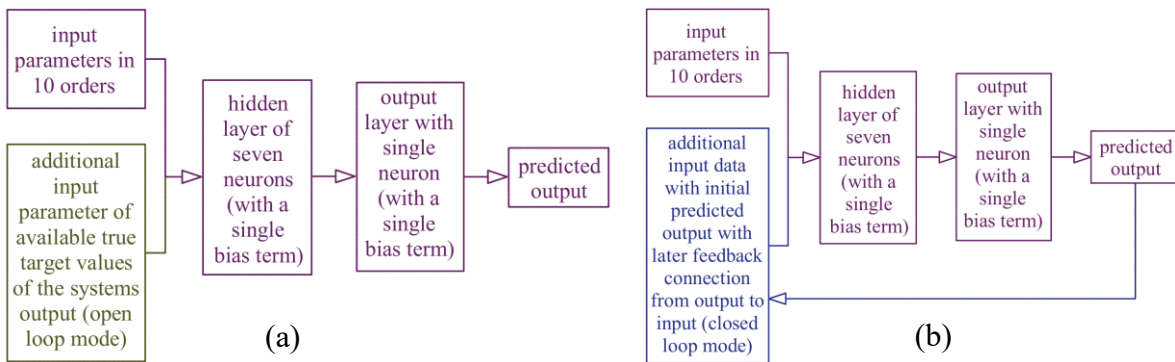 input
parameters in
10 orders
additional
input
parameter of
available true
target values
of the systems
output (open
loop mode)
hidden
layer of
seven
neurons
(with a
single
bias term)
output
layer with
single
neuron
(with a
single
bias term)
predicted
output
(a)
input
parameters in
10 orders
additional
input data
with initial
predicted
output with
later feedback
connection
from output to
input (closed
loop mode)
hidden
layer of
seven
neurons
(with a
single
bias term)
output
layer with
single
neuron
(with a
single
bias term)
predicted
output
(b)